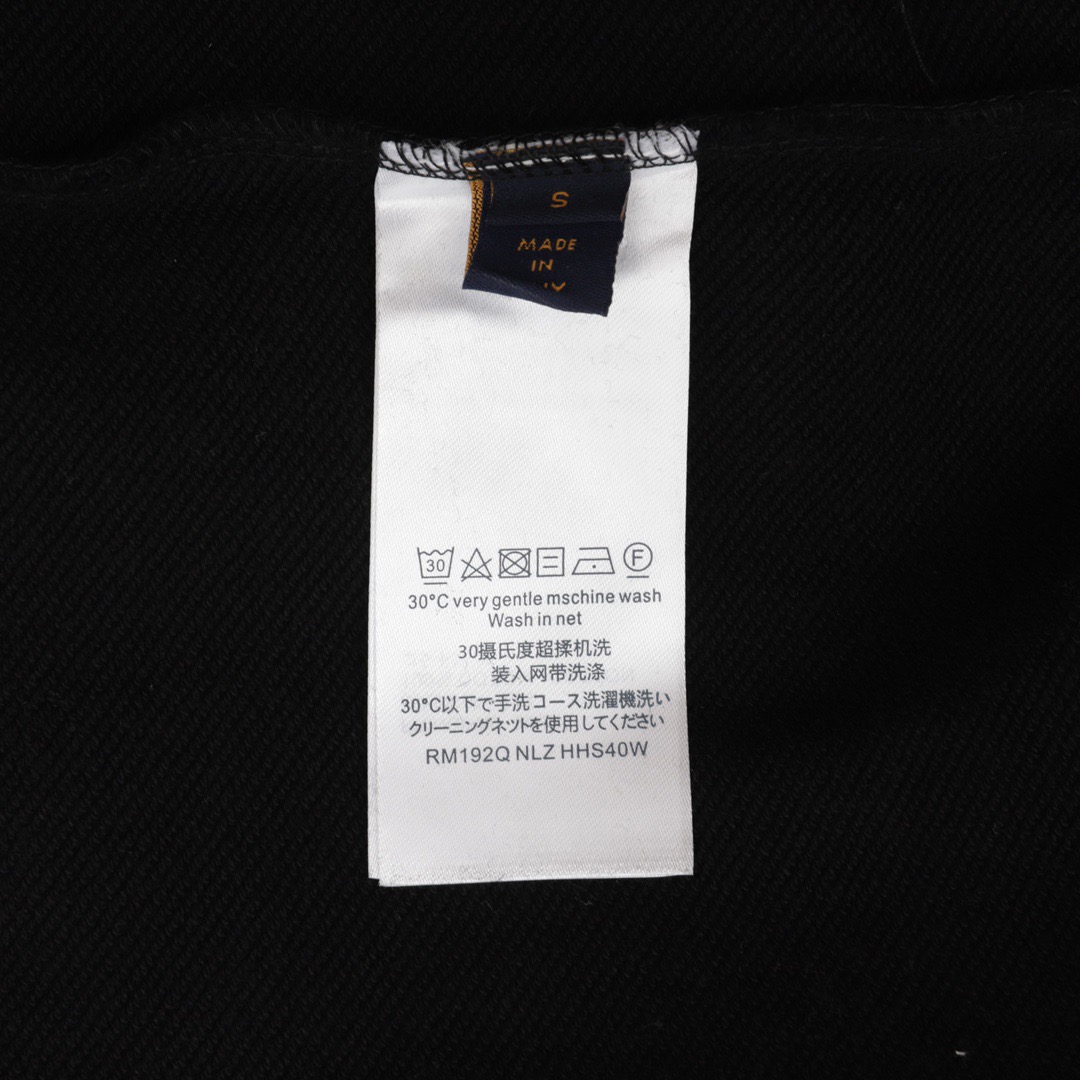 S
MADE
IN
30
F
30°C very gentle mschine wash
Wash in net
30摄氏度超揉机洗
装入网带洗涤
30°C以下で手洗コース洗濯機洗い
クリーニングネットを使用してください
RM192Q NLZ HHS40W